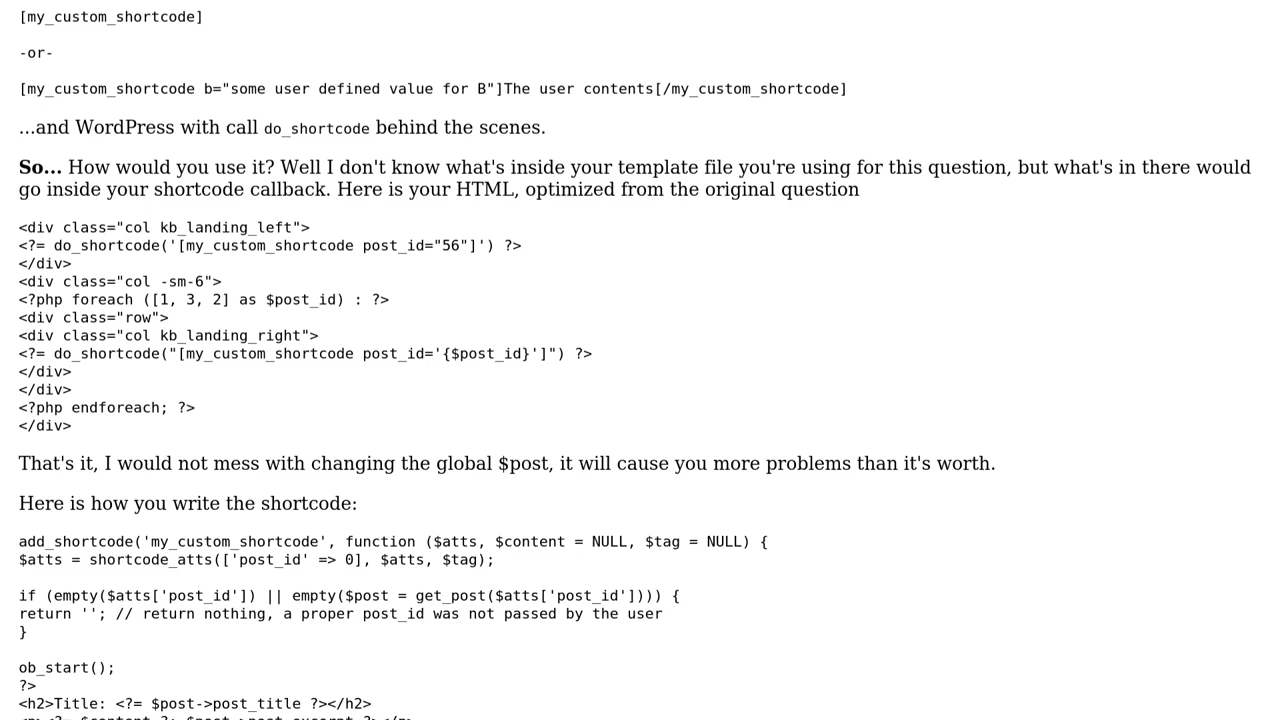 [my_custom_shortcode]
-or-
[my_custom_shortcode b="some user defined value for B"]The user contents[/my_custom_shortcode]
...and WordPress with call do_shortcode behind the scenes.
So... How would you use it? Well I don't know what's inside your template file you're using for this question, but what's in there would
go inside your shortcode callback. Here is your HTML, optimized from the original question
<div class="col kb_landing_left">
<?= do_shortcode('[my_custom_shortcode post_id="56"]') ?>
</div>
<div class="col -sm-6">
<?php foreach ([1, 3, 2] as $post_id) : ?>
<div class="row">
<div class="col kb_landing_right">
<?= do_shortcode("[my_custom_shortcode post_id='{$post_id}']") ?>
</div>
</div>
<?php endforeach; ?>
</div>
That's it, I would not mess with changing the global $post, it will cause you more problems than it's worth.
Here is how you write the shortcode:
add_shortcode('my_custom_shortcode', function ($atts, $content = NULL, $tag = NULL) {
$atts = shortcode_atts(['post_id' => 0], $atts, $tag);
if (empty($atts['post_id']) || empty($post = get_post($atts['post_id']))) {
return ''; // return nothing, a proper post_id was not passed by the user
}
ob_start();
?>
<h2>Title: <?= $post->post_title ?></h2>